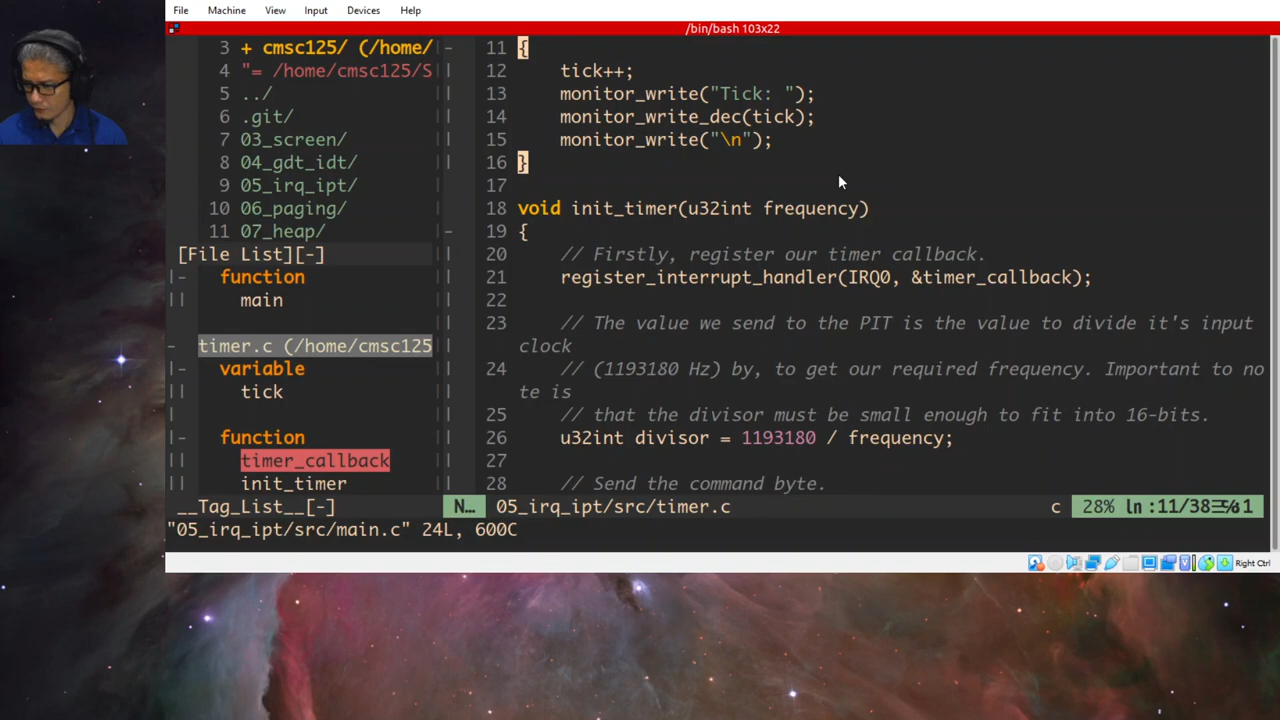 File Machine View Input Devices Help
/bin/bash 103x22
3 + cmsc125/ (/home/
4 "= /home/cmsc125/S
5 ../
6 .git/
7 03_screen/
8 04_gdt_idt/
9 05_irq_ipt/
10 06_paging/
11 07_heap/
[File List][-]
function
main
timer.c (/home/cmsc125
variable
tick
function
timer_callback
init_timer
__Tag_List__[-]
11 {
12 tick++;
13 monitor_write("Tick: ");
14 monitor_write_dec(tick);
15 monitor_write("\n");
16 }
17
18 void init_timer(u32int frequency)
19 {
20 // Firstly, register our timer callback.
21 register_interrupt_handler(IRQ0, &timer_callback);
22
23 // The value we send to the PIT is the value to divide it's input
clock
24 // (1193180 Hz) by, to get our required frequency. Important to no
te is
25 // that the divisor must be small enough to fit into 16-bits.
26 u32int divisor = 1193180 / frequency;
27
28 // Send the command byte.
N… 05_irq_ipt/src/timer.c c 28% ln :11/38
"05_irq_ipt/src/main.c" 24L, 600C
Right Ctrl